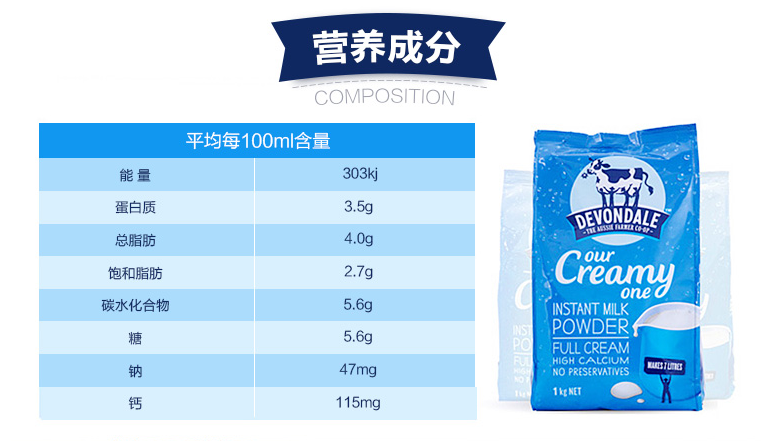 营养成分
COMPOSITION
平均每100ml含量
能 量 303kj
蛋白质 3.5g
总脂肪 4.0g
饱和脂肪 2.7g
碳水化合物 5.6g
糖 5.6g
钠 47mg
钙 115mg
DEVONDALE
- THE AUSSIE FARMER CO-OP -
our
Creamy
one
INSTANT MILK
POWDER
FULL CREAM
HIGH CALCIUM
NO PRESERVATIVES
MAKES 7 LITRES
1 kg NET